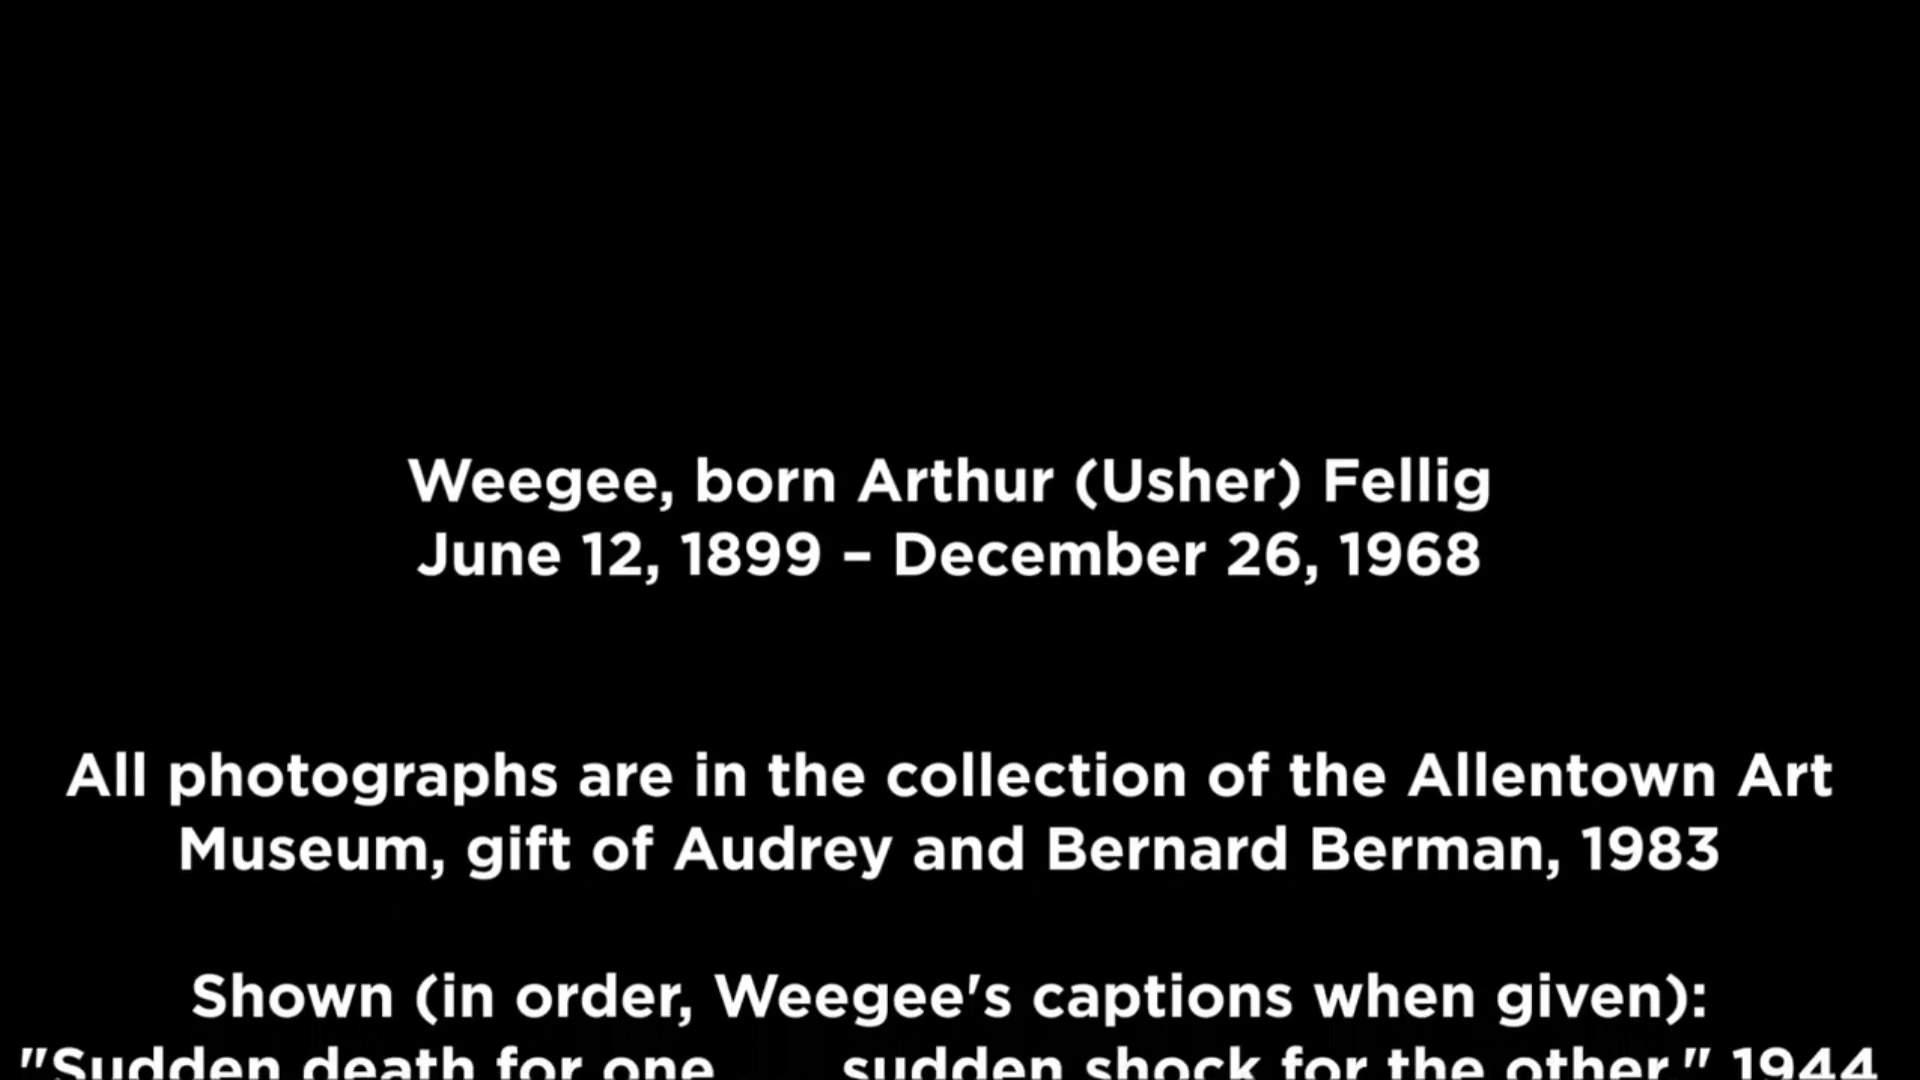 Weegee, born Arthur (Usher) Fellig
June 12, 1899 – December 26, 1968
All photographs are in the collection of the Allentown Art
Museum, gift of Audrey and Bernard Berman, 1983
Shown (in order, Weegee's captions when given):
"Sudden death for one sudden shock for the other." 1944